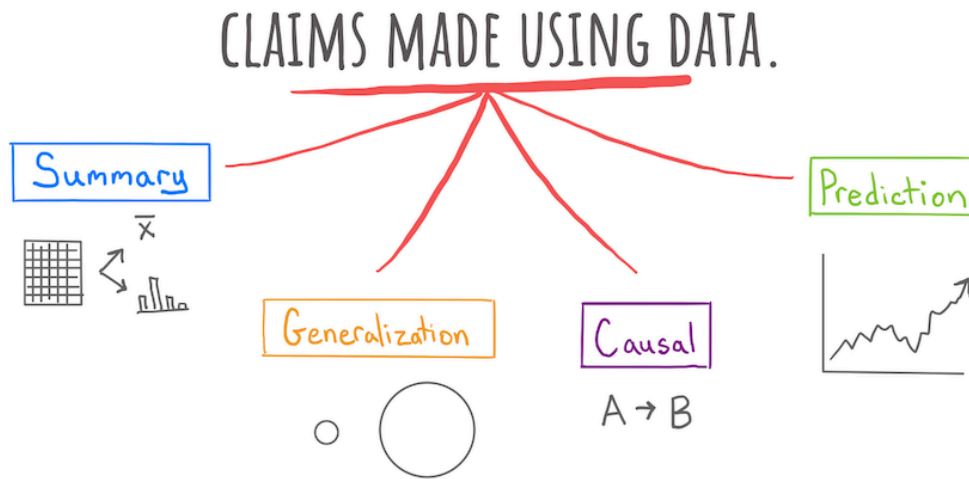 CLAIMS MADE USING DATA.
Summary
x̄
Prediction
Generalization
Causal
A → B